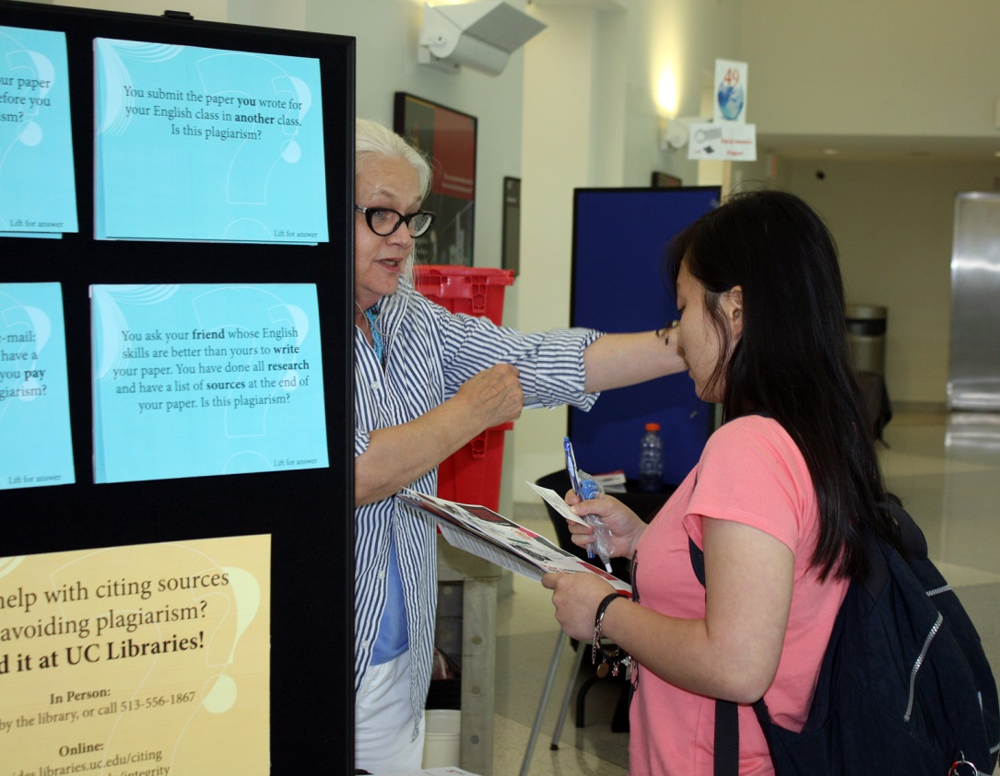 ur paper
efore you
sm?
Lift for answer
You submit the paper you wrote for
your English class in another class.
Is this plagiarism?
Lift for answer
e-mail:
have a
you pay
giarism?
Lift for answer
You ask your friend whose English
skills are better than yours to write
your paper. You have done all research
and have a list of sources at the end of
your paper. Is this plagiarism?
Lift for answer
help with citing sources
avoiding plagiarism?
d it at UC Libraries!
In Person:
by the library, or call 513-556-1867
Online:
ides.libraries.uc.edu/citing
/integrity
49